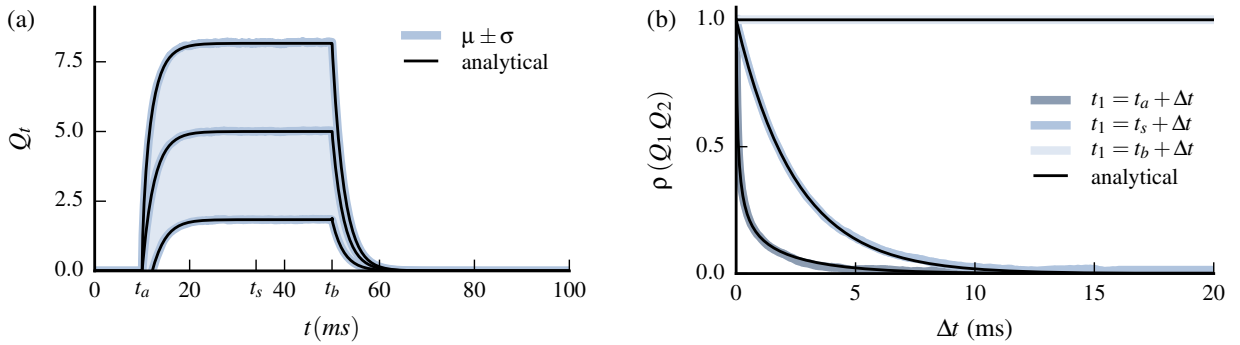 (a)
7.5
5.0
2.5
0.0
Q_t
μ ± σ
analytical
0 t_a 20 t_s 40 t_b 60 80 100
t (ms)
(b)
1.0
0.5
0.0
ρ (Q_1 Q_2)
t_1 = t_a + Δt
t_1 = t_s + Δt
t_1 = t_b + Δt
analytical
0 5 10 15 20
Δt (ms)